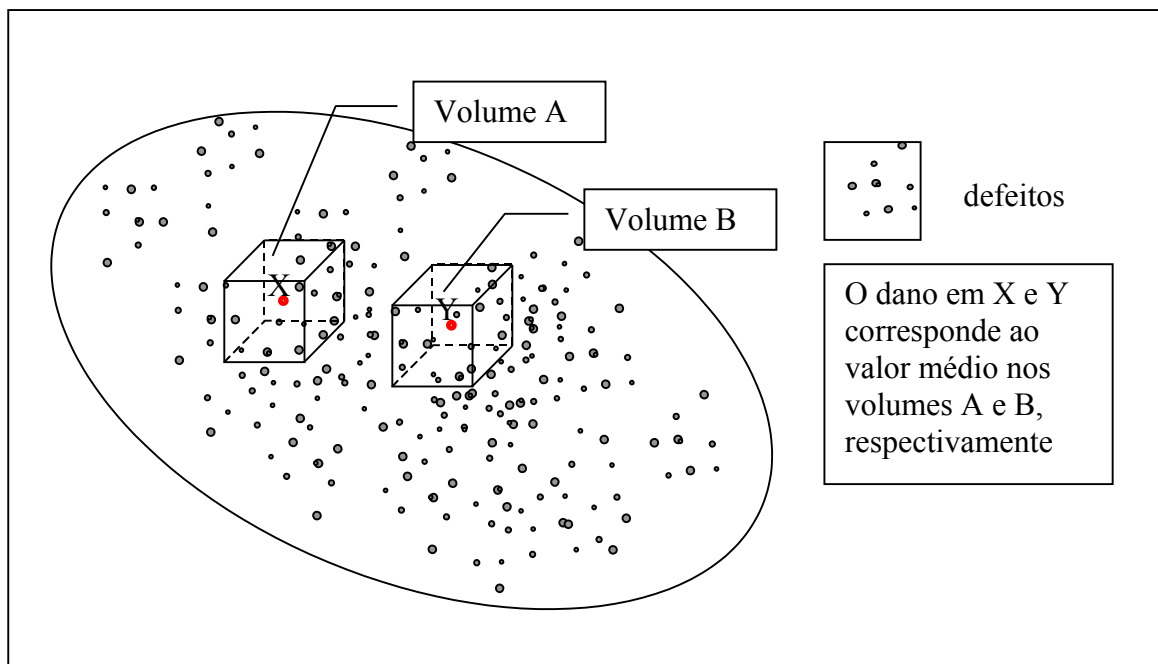 Volume A
Volume B
X
Y
defeitos
O dano em X e Y
corresponde ao
valor médio nos
volumes A e B,
respectivamente